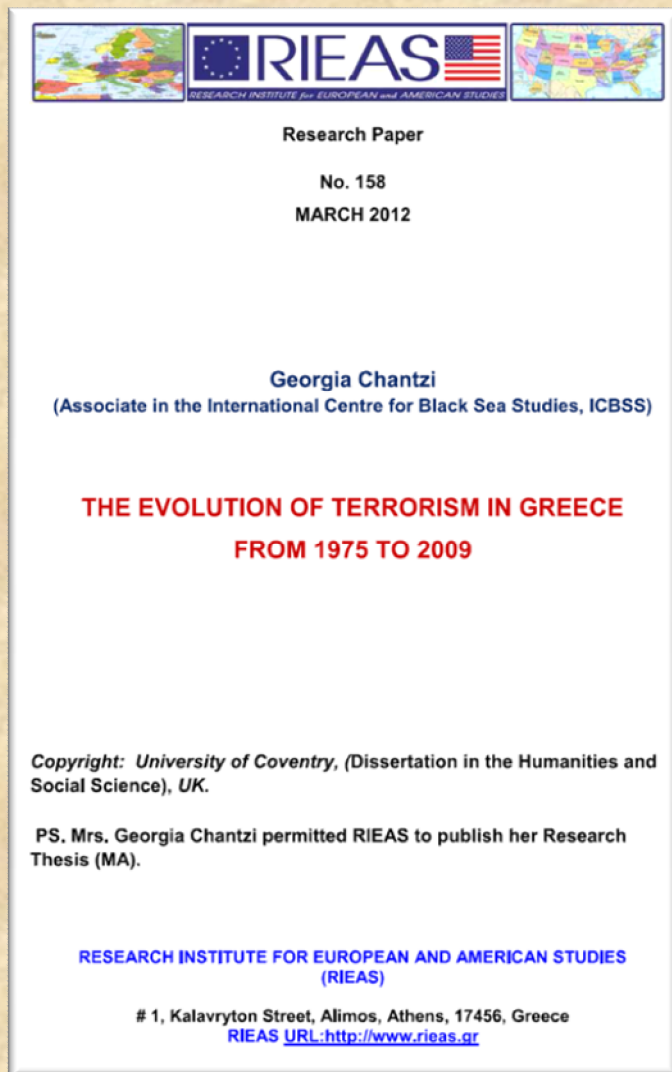 RIEAS
RESEARCH INSTITUTE for EUROPEAN and AMERICAN STUDIES
Research Paper
No. 158
MARCH 2012
Georgia Chantzi
(Associate in the International Centre for Black Sea Studies, ICBSS)
THE EVOLUTION OF TERRORISM IN GREECE
FROM 1975 TO 2009
Copyright: University of Coventry, (Dissertation in the Humanities and
Social Science), UK.
PS. Mrs. Georgia Chantzi permitted RIEAS to publish her Research
Thesis (MA).
RESEARCH INSTITUTE FOR EUROPEAN AND AMERICAN STUDIES
(RIEAS)
# 1, Kalavryton Street, Alimos, Athens, 17456, Greece
RIEAS URL:http://www.rieas.gr